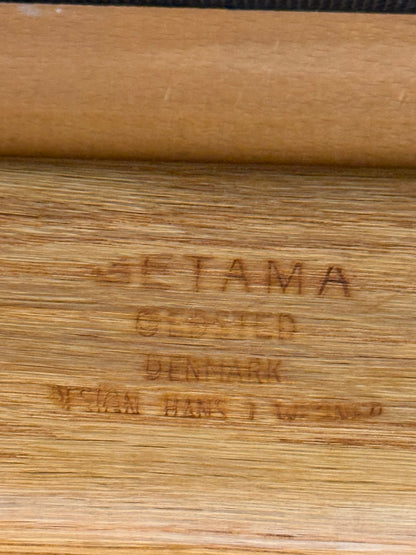 GETAMA
GEDSTED
DENMARK
DESIGN HANS J WEGNER